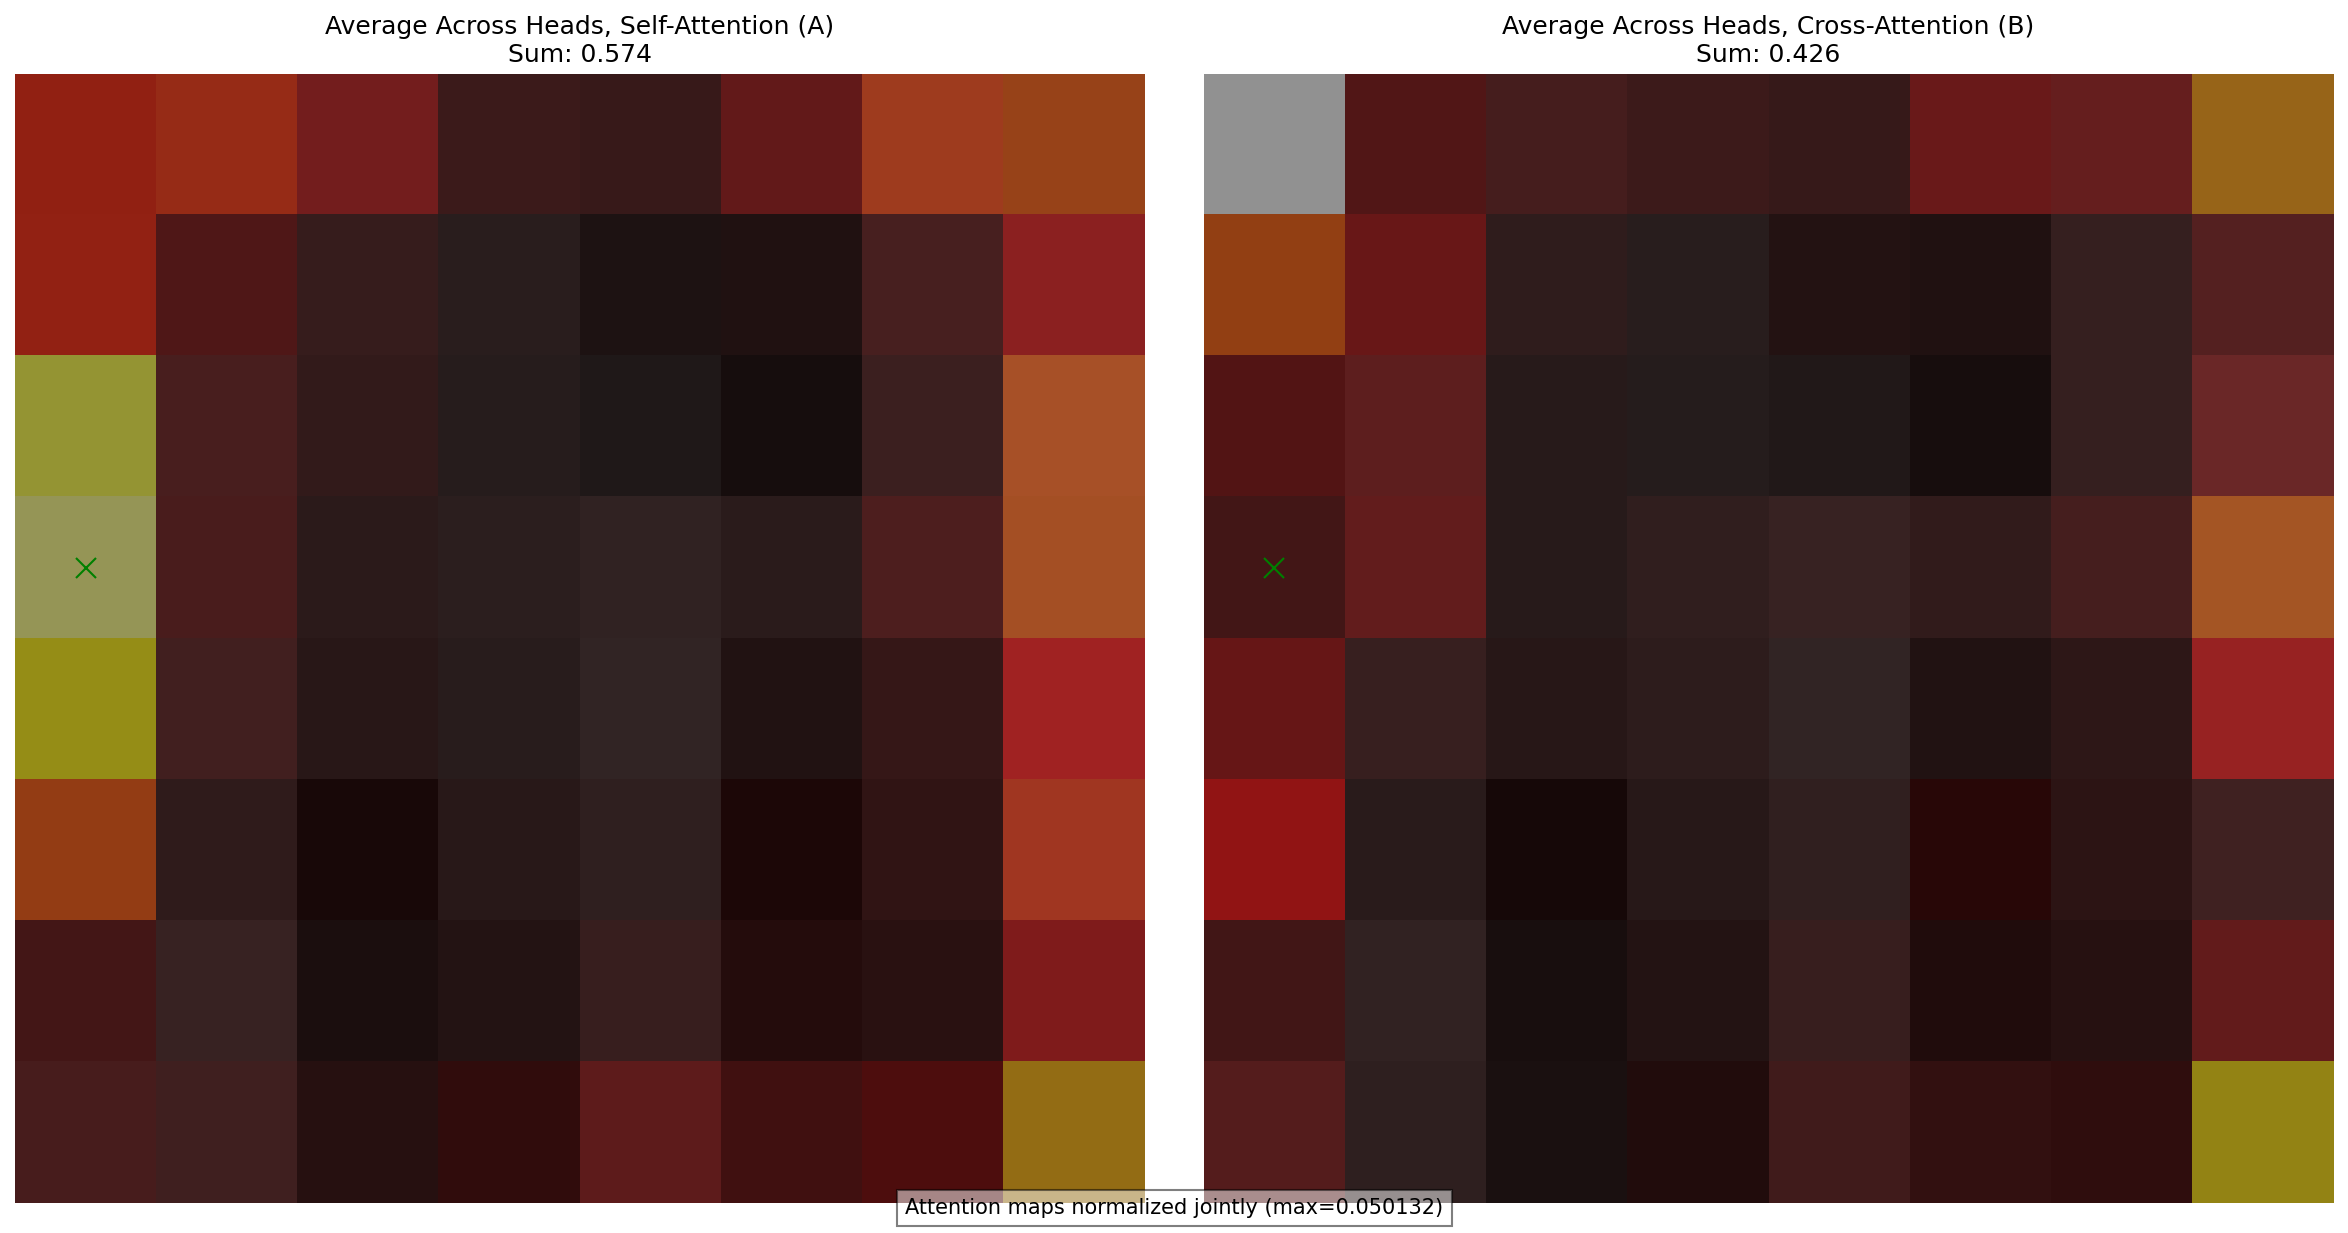 Average Across Heads, Self-Attention (A)
Sum: 0.574
Average Across Heads, Cross-Attention (B)
Sum: 0.426
Attention maps normalized jointly (max=0.050132)